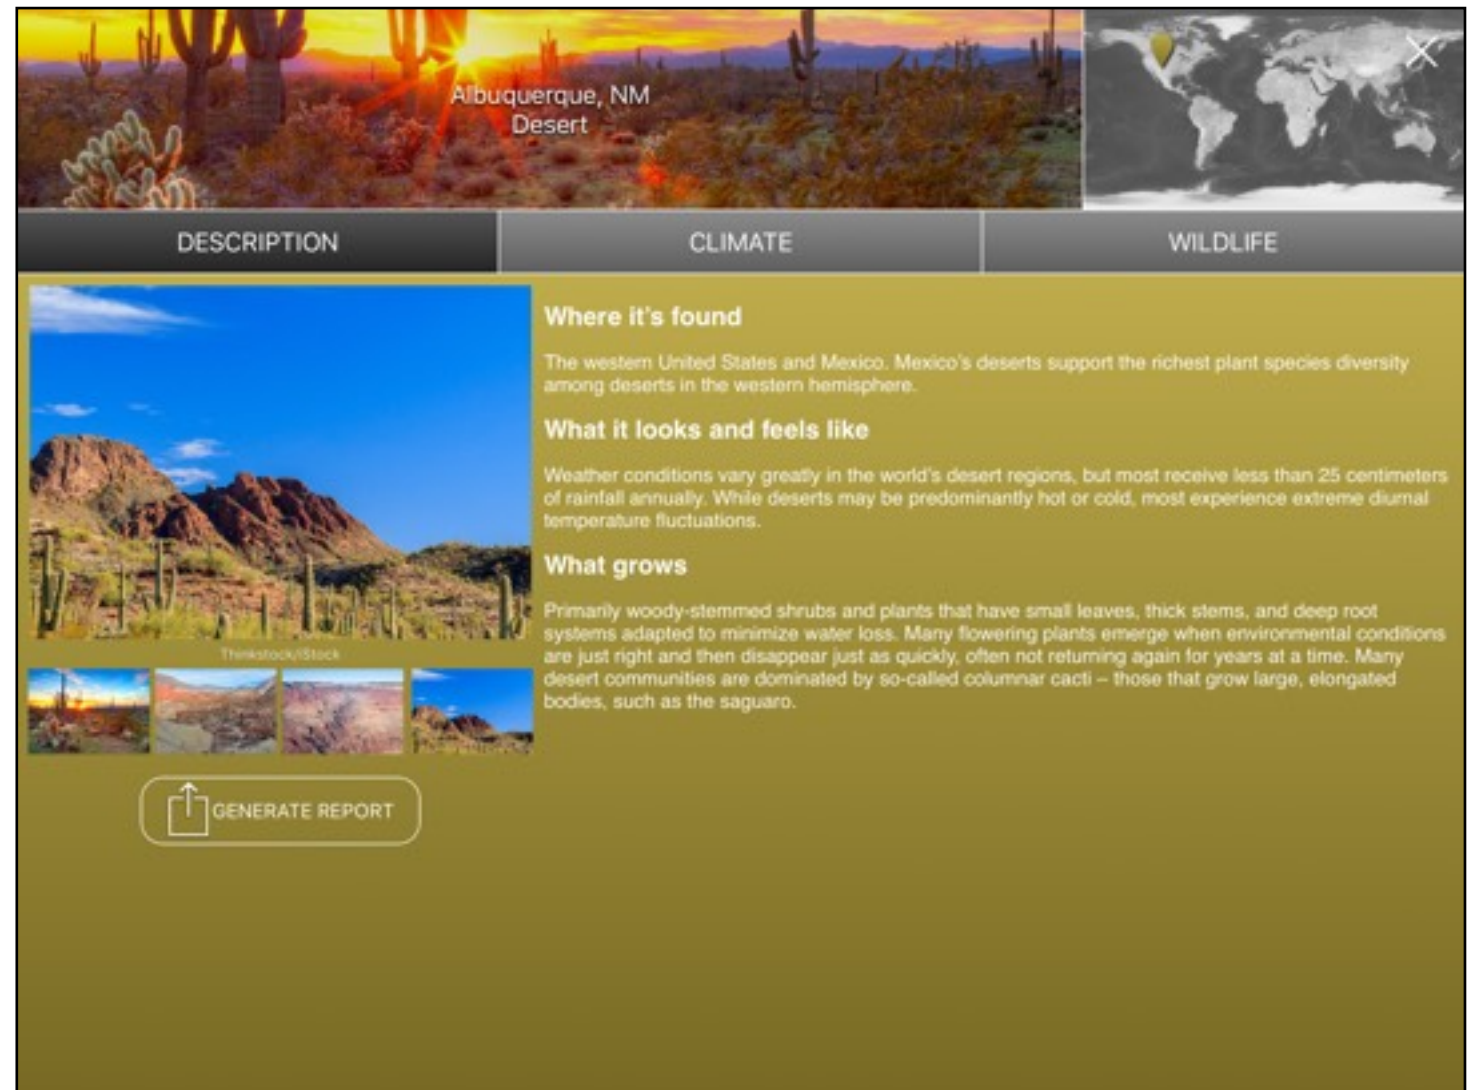 Albuquerque, NM
Desert
DESCRIPTION
CLIMATE
WILDLIFE
Where it's found
The western United States and Mexico. Mexico's deserts support the richest plant species diversity
among deserts in the western hemisphere.
What it looks and feels like
Weather conditions vary greatly in the world's desert regions, but most receive less than 25 centimeters
of rainfall annually. While deserts may be predominantly hot or cold, most experience extreme diurnal
temperature fluctuations.
What grows
Primarily woody-stemmed shrubs and plants that have small leaves, thick stems, and deep root
systems adapted to minimize water loss. Many flowering plants emerge when environmental conditions
are just right and then disappear just as quickly, often not returning again for years at a time. Many
desert communities are dominated by so-called columnar cacti – those that grow large, elongated
bodies, such as the saguaro.
Thinkstock/iStock
GENERATE REPORT